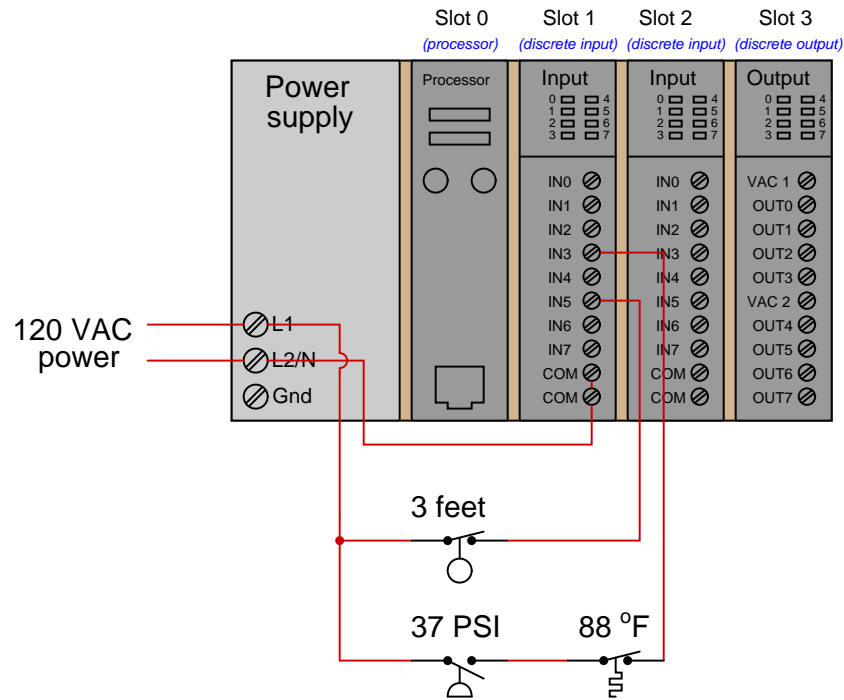 Slot 0
(processor)
Slot 1
(discrete input)
Slot 2
(discrete input)
Slot 3
(discrete output)
Power
supply
L1
L2/N
Gnd
120 VAC
power
Processor
Input
0 4
1 5
2 6
3 7
IN0
IN1
IN2
IN3
IN4
IN5
IN6
IN7
COM
COM
Input
0 4
1 5
2 6
3 7
IN0
IN1
IN2
IN3
IN4
IN5
IN6
IN7
COM
COM
Output
0 4
1 5
2 6
3 7
VAC 1
OUT0
OUT1
OUT2
OUT3
VAC 2
OUT4
OUT5
OUT6
OUT7
3 feet
37 PSI
88 °F